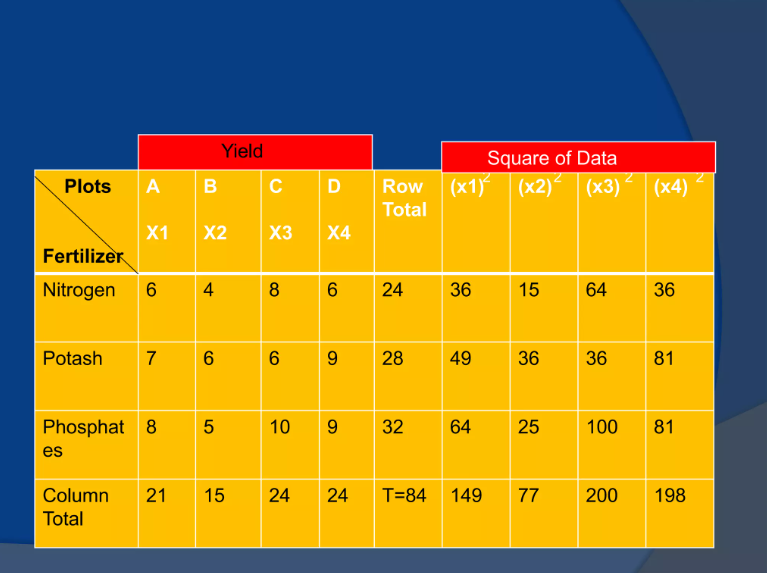 Yield
Square of Data
Plots
Fertilizer
A
X1
B
X2
C
X3
D
X4
Row
Total
(x1)2
(x2) 2
(x3) 2
(x4) 2
Nitrogen 6 4 8 6 24 36 15 64 36
Potash 7 6 6 9 28 49 36 36 81
Phosphat
es 8 5 10 9 32 64 25 100 81
Column
Total 21 15 24 24 T=84 149 77 200 198